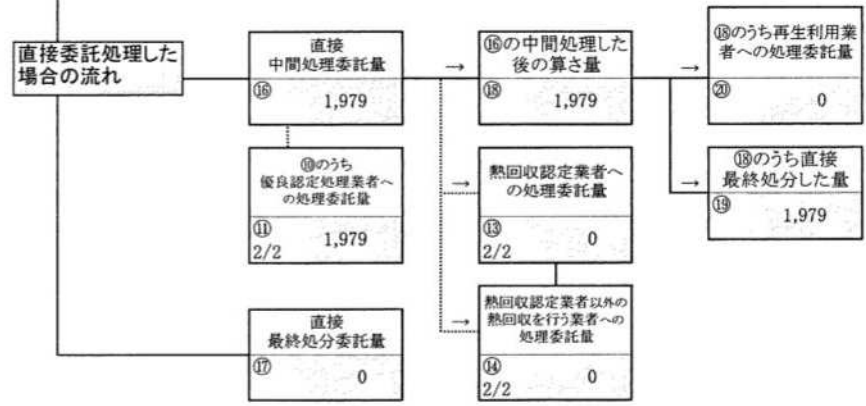 直接委託処理した
場合の流れ
直接
中間処理委託量
⑯
1,979
→
⑯の中間処理した
後の算さ量
⑱
1,979
→
⑱のうち再生利用業
者への処理委託量
⑳
0
⑩のうち
優良認定処理業者へ
の処理委託量
⑪
2/2
1,979
→
熱回収認定業者へ
の処理委託量
⑬
2/2
0
→
⑱のうち直接
最終処分した量
⑲
1,979
直接
最終処分委託量
⑰
0
→
熱回収認定業者以外の
熱回収を行う業者への
処理委託量
⑭
2/2
0